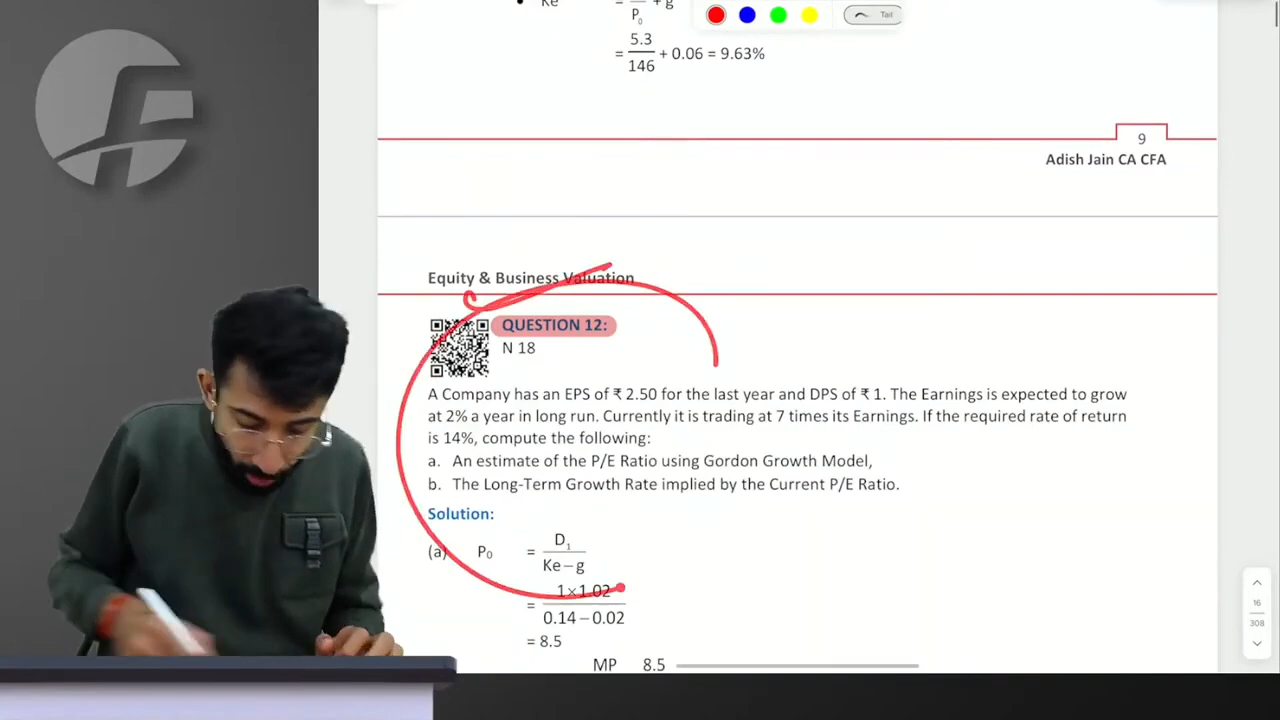 Ke = P₀ + g
Tail
= 5.3/146 + 0.06 = 9.63%
9
Adish Jain CA CFA
Equity & Business Valuation
QUESTION 12:
N 18
A Company has an EPS of ₹ 2.50 for the last year and DPS of ₹ 1. The Earnings is expected to grow
at 2% a year in long run. Currently it is trading at 7 times its Earnings. If the required rate of return
is 14%, compute the following:
a. An estimate of the P/E Ratio using Gordon Growth Model,
b. The Long-Term Growth Rate implied by the Current P/E Ratio.
Solution:
(a) P₀ = D₁/Ke – g
= 1×1.02/0.14 – 0.02
= 8.5
MP 8.5
16
308